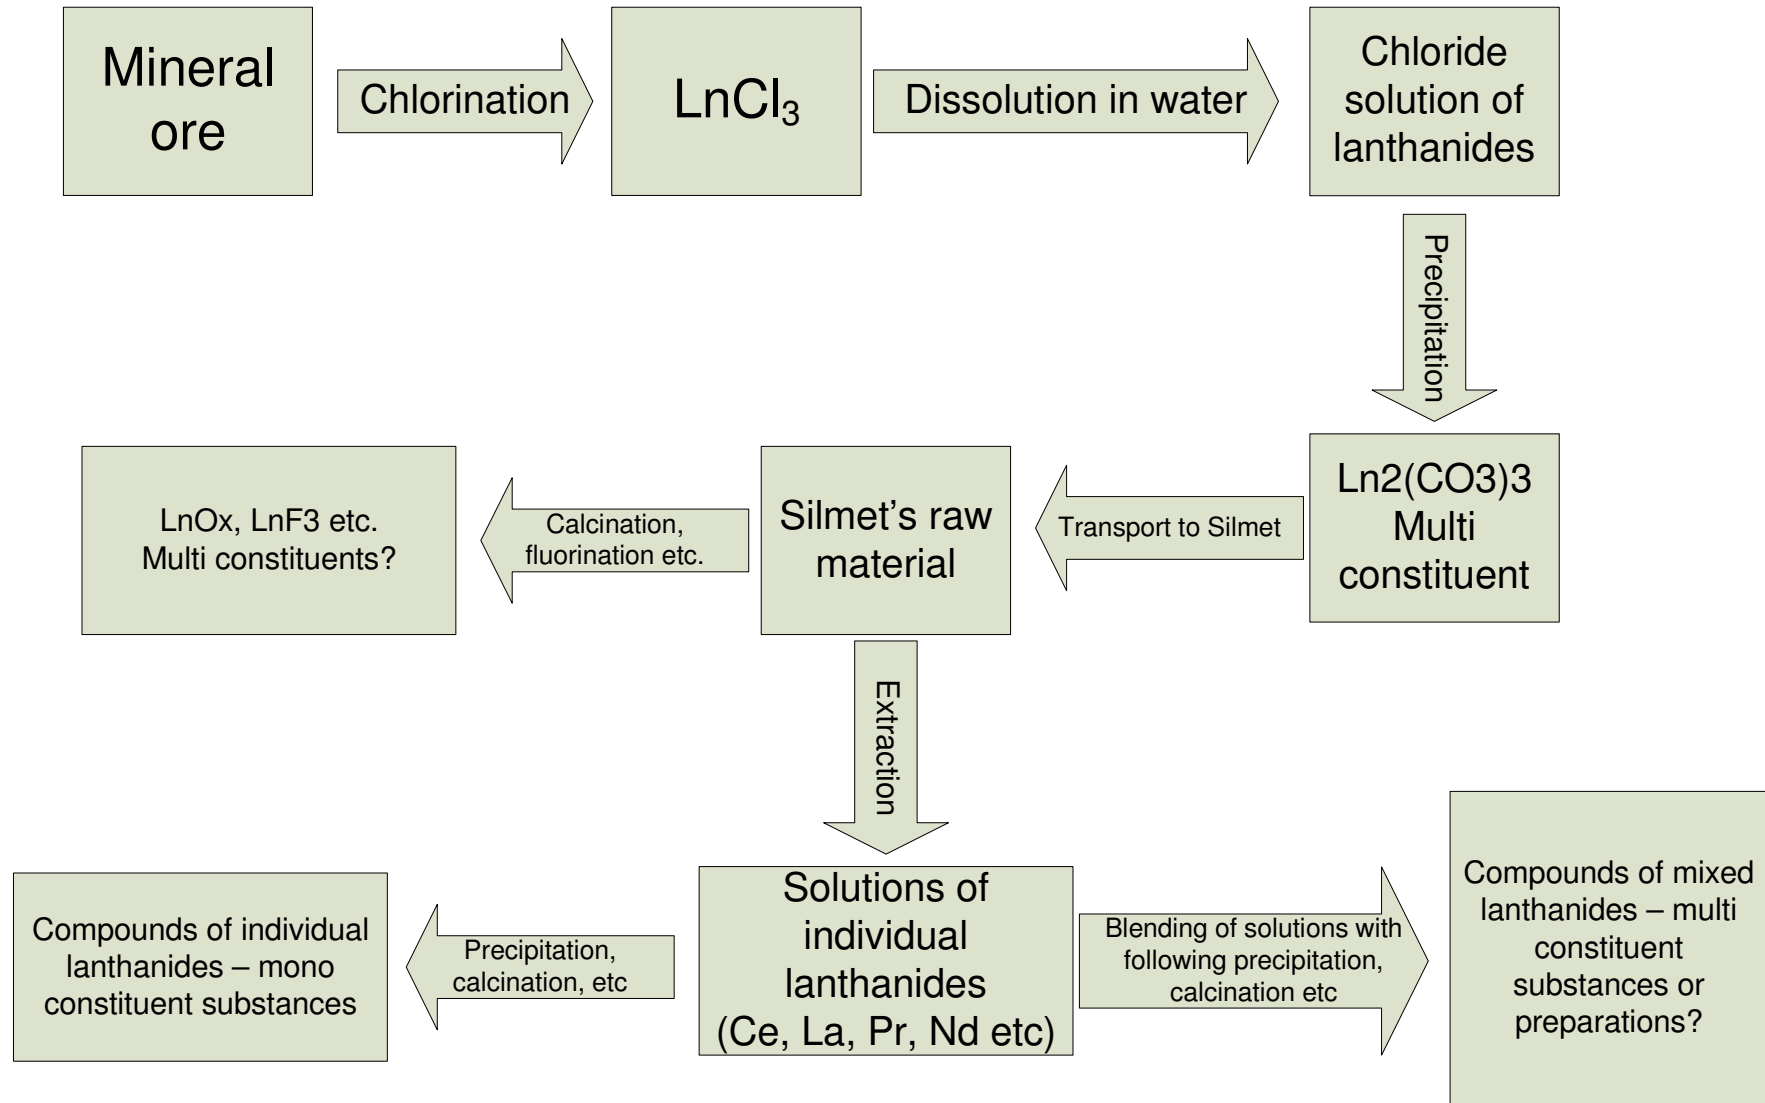 Mineral
ore
Chlorination
LnCl₃
Dissolution in water
Chloride
solution of
lanthanides
Precipitation
Ln2(CO3)3
Multi
constituent
Transport to Silmet
Silmet’s raw
material
Calcination,
fluorination etc.
LnOx, LnF3 etc.
Multi constituents?
Extraction
Solutions of
individual
lanthanides
(Ce, La, Pr, Nd etc)
Precipitation,
calcination, etc
Compounds of individual
lanthanides – mono
constituent substances
Blending of solutions with
following precipitation,
calcination etc
Compounds of mixed
lanthanides – multi
constituent
substances or
preparations?